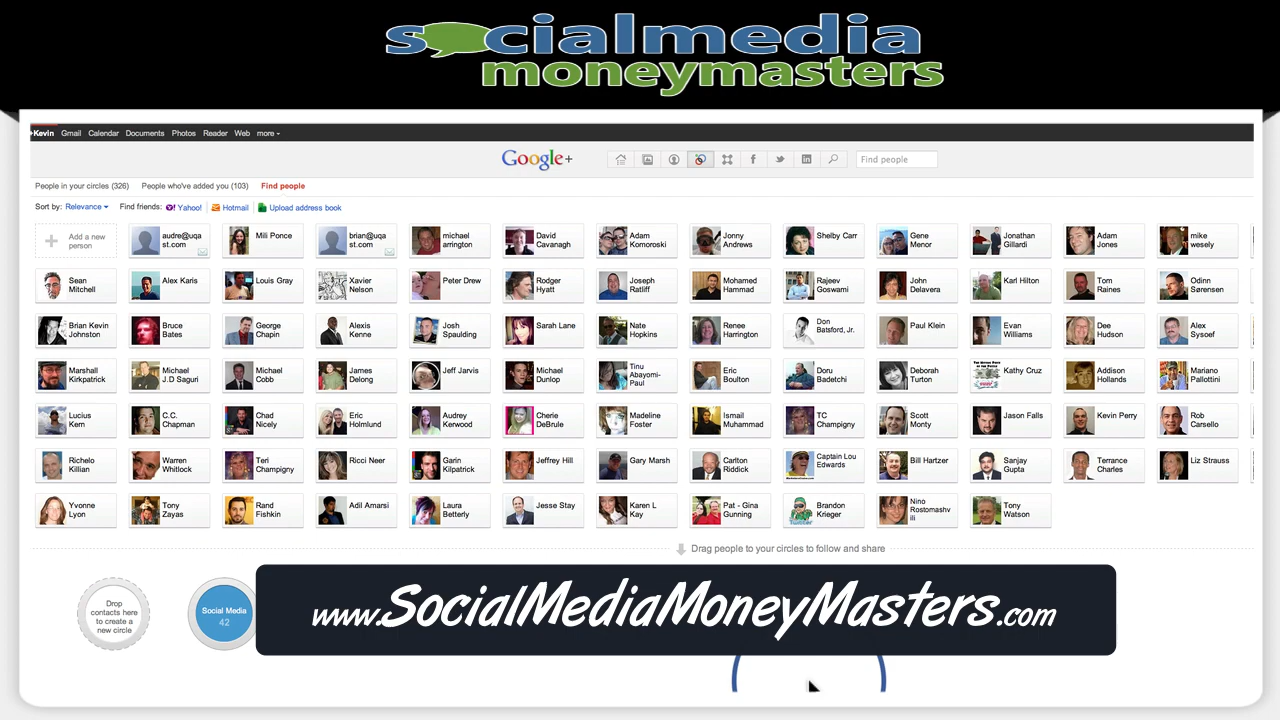 socialmedia
moneymasters
+Kevin Gmail Calendar Documents Photos Reader Web more
Google+ Find people
People in your circles (326) People who've added you (103) Find people
Sort by: Relevance Find friends: Yahoo! Hotmail Upload address book
Add a new person audre@uqast.com Mili Ponce brian@uqast.com michael arrington David Cavanagh Adam Komoroski Jonny Andrews Shelby Carr Gene Menor Jonathan Gillardi Adam Jones mike wesely
Sean Mitchell Alex Karis Louis Gray Xavier Nelson Peter Drew Rodger Hyatt Joseph Ratliff Mohamed Hammad Rajeev Goswami John Delavera Karl Hilton Tom Raines Odinn Sørensen
Brian Kevin Johnston Bruce Bates George Chapin Alexis Kenne Josh Spaulding Sarah Lane Nate Hopkins Renee Harrington Don Batsford, Jr. Paul Klein Evan Williams Dee Hudson Alex Sysoef
Marshall Kirkpatrick Michael J.D Saguri Michael Cobb James Delong Jeff Jarvis Michael Dunlop Tinu Abayomi-Paul Eric Boulton Doru Badetchi Deborah Turton Kathy Cruz Addison Hollands Mariano Pallottini
Lucius Kern C.C. Chapman Chad Nicely Eric Holmlund Audrey Kerwood Cherie DeBrule Madeline Foster Ismail Muhammad TC Champigny Scott Monty Jason Falls Kevin Perry Rob Carsello
Richelo Killian Warren Whitlock Teri Champigny Ricci Neer Garin Kilpatrick Jeffrey Hill Gary Marsh Carlton Riddick Captain Lou Edwards Bill Hartzer Sanjay Gupta Terrance Charles Liz Strauss
Yvonne Lyon Tony Zayas Rand Fishkin Adil Amarsi Laura Betterly Jesse Stay Karen L Kay Pat - Gina Gunning Brandon Krieger Nino Rostomashvili Tony Watson
Drag people to your circles to follow and share
Drop
contacts here
to create a
new circle
Social Media
42
www.SocialMediaMoneyMasters.com